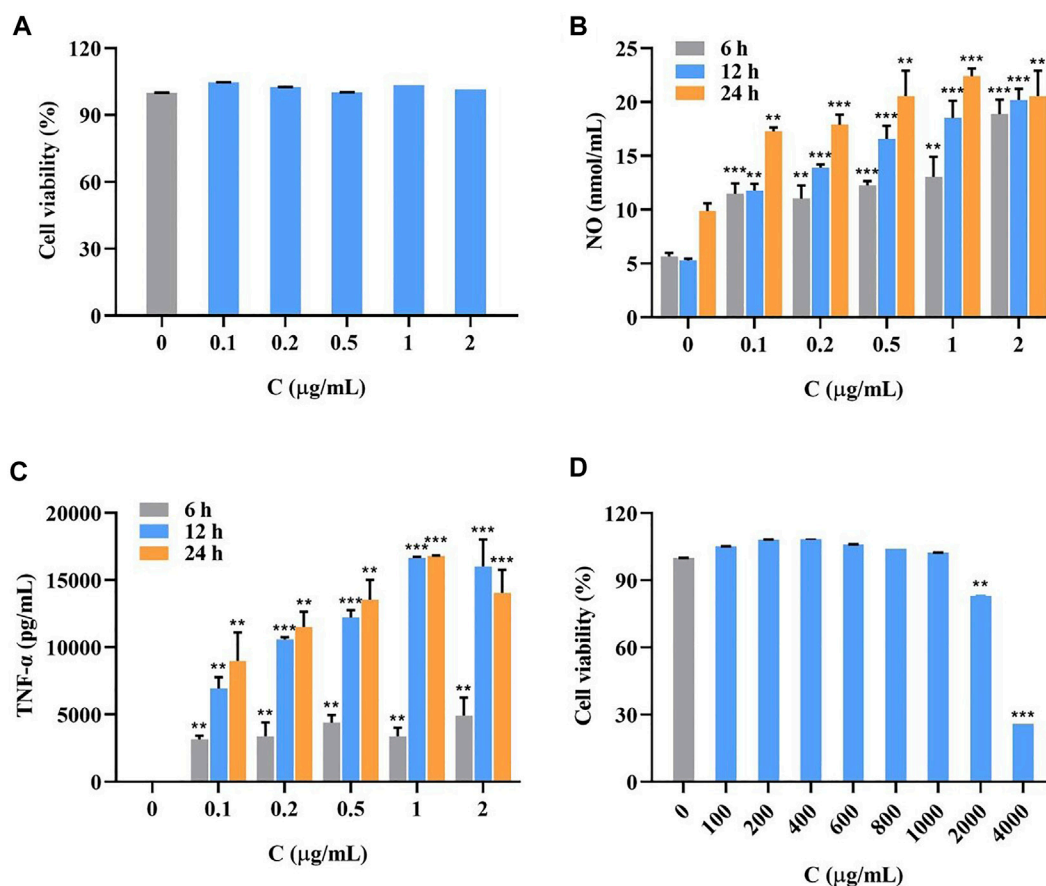 A
Cell viability (%)
120
90
60
30
0
0 0.1 0.2 0.5 1 2
C (μg/mL)
B
6 h
12 h
24 h
NO (nmol/mL)
25
20
15
10
5
0
*** ** **
** *** ***
*** *** **
** *** ***
*** *** **
0 0.1 0.2 0.5 1 2
C (μg/mL)
C
6 h
12 h
24 h
TNF-α (pg/mL)
20000
15000
10000
5000
0
** ** **
** *** **
** *** **
** *** ***
** *** ***
0 0.1 0.2 0.5 1 2
C (μg/mL)
D
Cell viability (%)
120
90
60
30
0
**
***
0 100 200 400 600 800 1000 2000 4000
C (μg/mL)